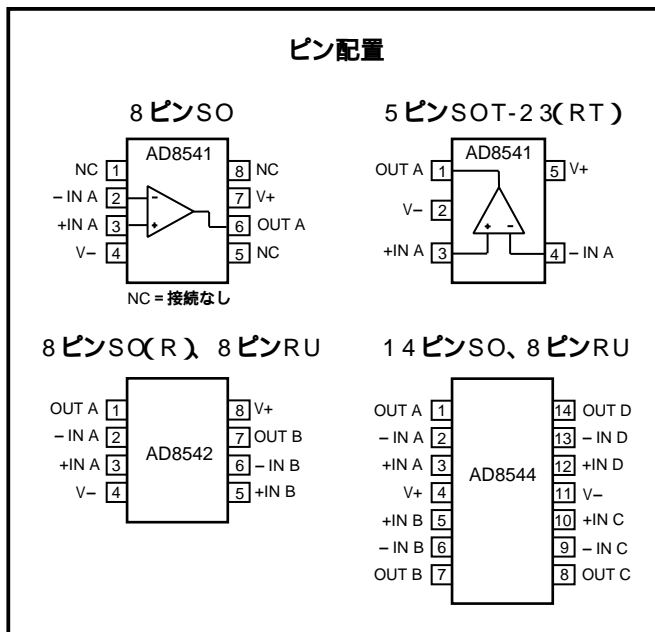 ピン配置
8ピンSO
AD8541
NC 1
8 NC
－IN A 2
7 V+
+IN A 3
6 OUT A
V－ 4
5 NC
NC = 接続なし
5ピンSOT-23(RT)
AD8541
OUT A 1
5 V+
V－ 2
+IN A 3
4 －IN A
8ピンSO(R)、8ピンRU
AD8542
OUT A 1
8 V+
－IN A 2
7 OUT B
+IN A 3
6 －IN B
V－ 4
5 +IN B
14ピンSO、8ピンRU
AD8544
OUT A 1
14 OUT D
－IN A 2
13 －IN D
+IN A 3
12 +IN D
V+ 4
11 V－
+IN B 5
10 +IN C
－IN B 6
9 －IN C
OUT B 7
8 OUT C